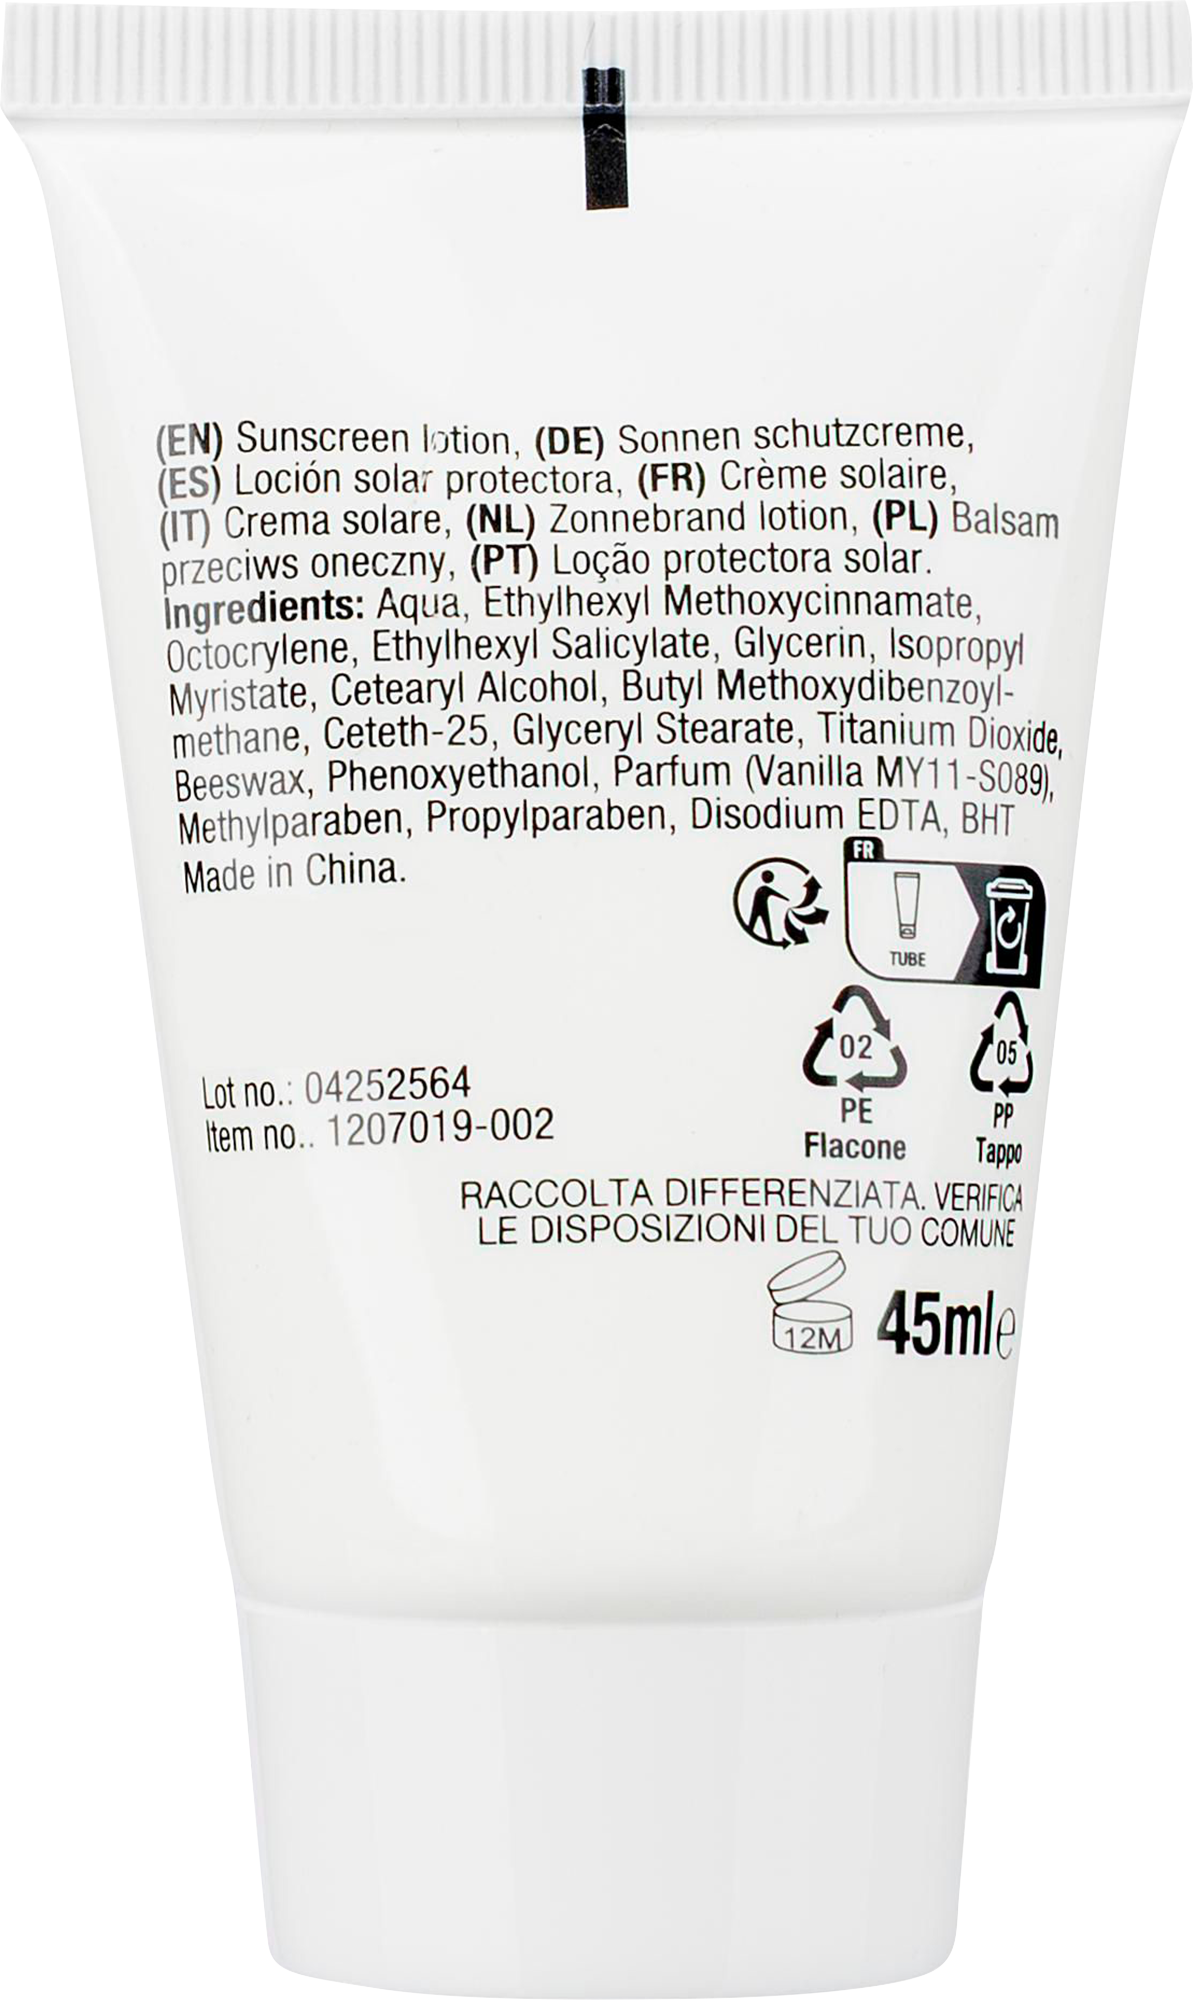 (EN) Sunscreen lotion, (DE) Sonnen schutzcreme,
(ES) Loción solar protectora, (FR) Crème solaire,
(IT) Crema solare, (NL) Zonnebrand lotion, (PL) Balsam
przeciws oneczny, (PT) Loção protectora solar.
Ingredients: Aqua, Ethylhexyl Methoxycinnamate,
Octocrylene, Ethylhexyl Salicylate, Glycerin, Isopropyl
Myristate, Cetearyl Alcohol, Butyl Methoxydibenzoyl-
methane, Ceteth-25, Glyceryl Stearate, Titanium Dioxide,
Beeswax, Phenoxyethanol, Parfum (Vanilla MY11-S089),
Methylparaben, Propylparaben, Disodium EDTA, BHT
Made in China.
FR
TUBE
02 05
PE PP
Flacone Tappo
Lot no.: 04252564
Item no.. 1207019-002
RACCOLTA DIFFERENZIATA. VERIFICA
LE DISPOSIZIONI DEL TUO COMUNE
12M 45ml e